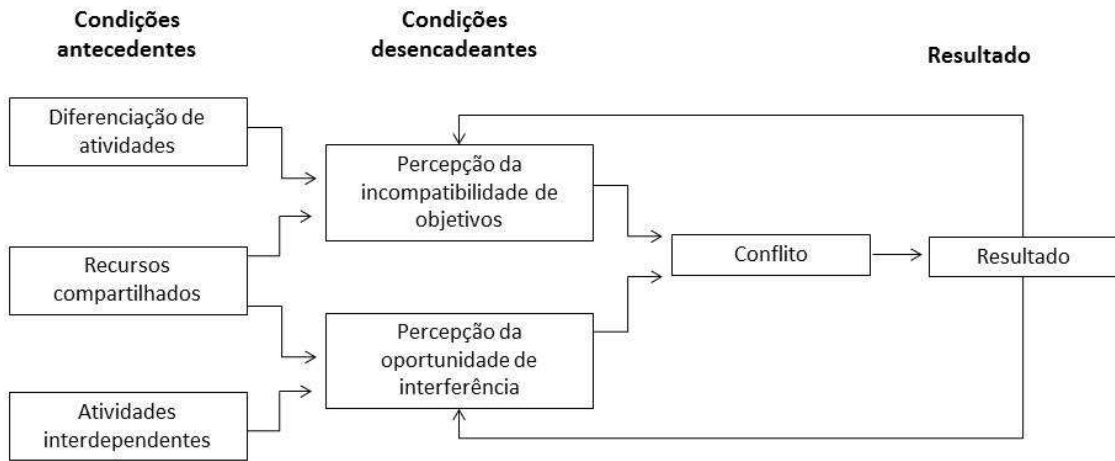 Condições
antecedentes
Condições
desencadeantes
Resultado
Diferenciação de
atividades
Percepção da
incompatibilidade de
objetivos
Recursos
compartilhados
Conflito
Resultado
Percepção da
oportunidade de
interferência
Atividades
interdependentes